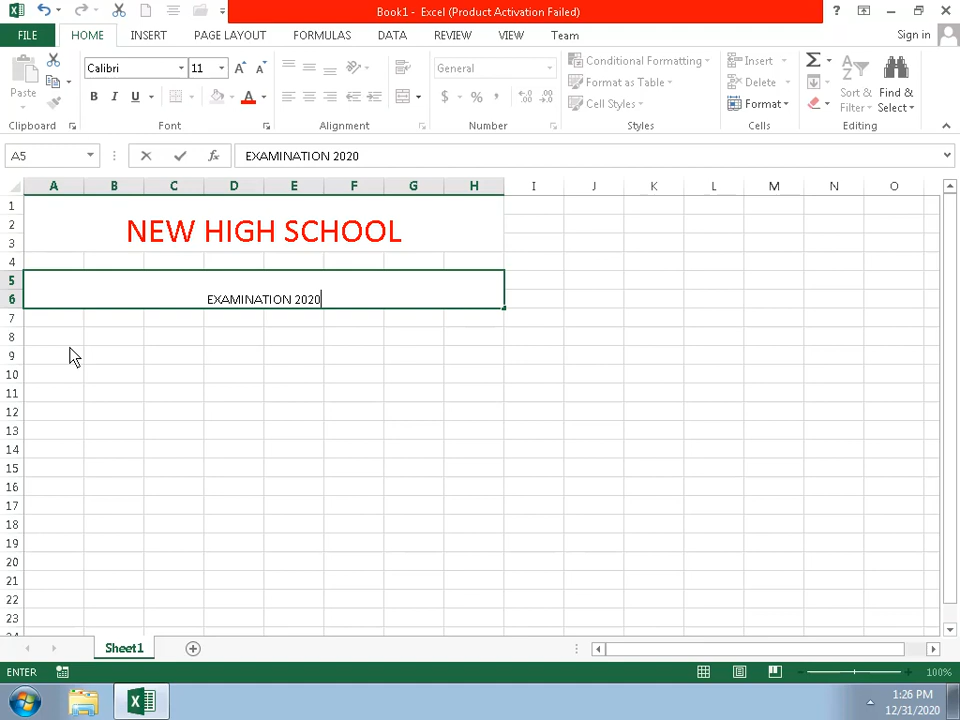 Book1 - Excel (Product Activation Failed)
FILE HOME INSERT PAGE LAYOUT FORMULAS DATA REVIEW VIEW Team Sign in
Paste
Calibri 11
General
Conditional Formatting
Format as Table
Cell Styles
Insert
Delete
Format
Sort & Filter
Find & Select
Clipboard Font Alignment Number Styles Cells Editing
A5 EXAMINATION 2020
A B C D E F G H I J K L M N O
1
2 NEW HIGH SCHOOL
3
4
5
6 EXAMINATION 2020
7
8
9
10
11
12
13
14
15
16
17
18
19
20
21
22
23
24
Sheet1
ENTER 100%
1:26 PM
12/31/2020